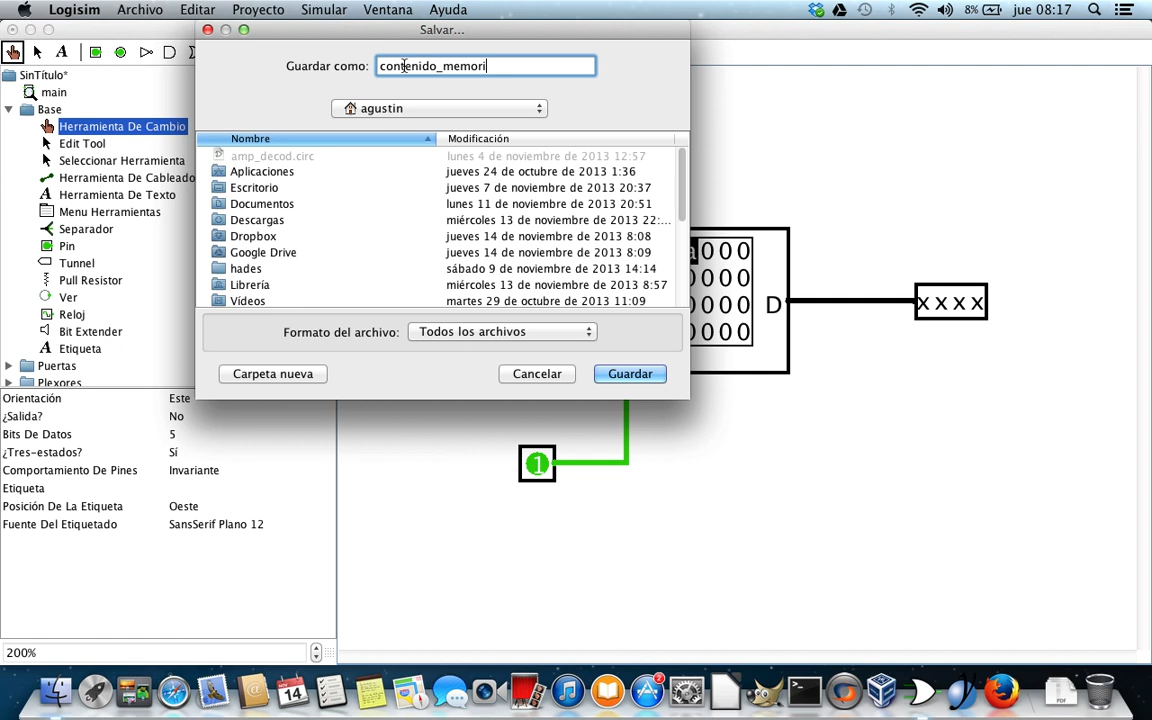 Logisim Archivo Editar Proyecto Simular Ventana Ayuda 8% jue 08:17
Salvar...
A
Guardar como: contenido_memori
SinTítulo*
main
agustin
Base
Herramienta De Cambio
Edit Tool
Seleccionar Herramienta
Herramienta De Cableado
Herramienta De Texto
Menu Herramientas
Separador
Pin
Tunnel
Pull Resistor
Ver
Reloj
Bit Extender
Etiqueta
Puertas
Plexores
Nombre Modificación
amp_decod.circ lunes 4 de noviembre de 2013 12:57
Aplicaciones jueves 24 de octubre de 2013 1:36
Escritorio jueves 7 de noviembre de 2013 20:37
Documentos lunes 11 de noviembre de 2013 20:51
Descargas miércoles 13 de noviembre de 2013 22:...
Dropbox jueves 14 de noviembre de 2013 8:08
Google Drive jueves 14 de noviembre de 2013 8:09
hades sábado 9 de noviembre de 2013 14:14
Librería miércoles 13 de noviembre de 2013 8:57
Vídeos martes 29 de octubre de 2013 11:09
Formato del archivo: Todos los archivos
Carpeta nueva Cancelar Guardar
a000
0000
0000
0000
D
xxxx
1
Orientación Este
¿Salida? No
Bits De Datos 5
¿Tres-estados? Sí
Comportamiento De Pines Invariante
Etiqueta
Posición De La Etiqueta Oeste
Fuente Del Etiquetado SansSerif Plano 12
200%
14
2
PDF